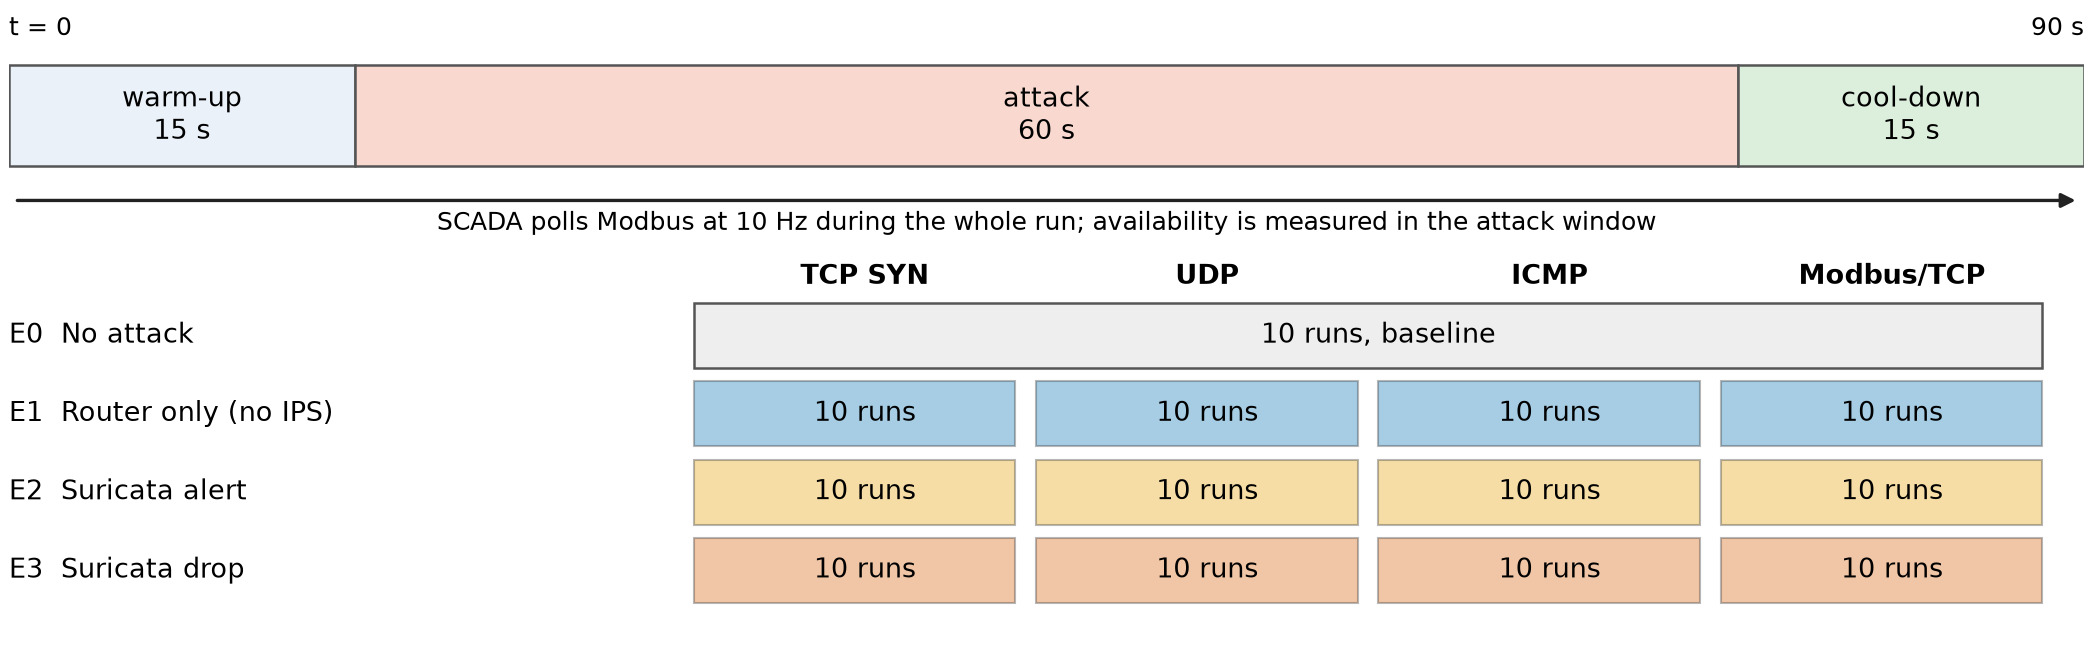 t = 0
90 s
warm-up
15 s
attack
60 s
cool-down
15 s
SCADA polls Modbus at 10 Hz during the whole run; availability is measured in the attack window
TCP SYN UDP ICMP Modbus/TCP
E0 No attack 10 runs, baseline
E1 Router only (no IPS) 10 runs 10 runs 10 runs 10 runs
E2 Suricata alert 10 runs 10 runs 10 runs 10 runs
E3 Suricata drop 10 runs 10 runs 10 runs 10 runs